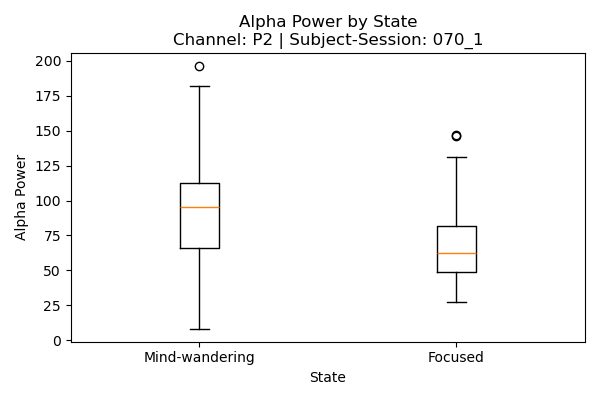 Alpha Power by State
Channel: P2 | Subject-Session: 070_1
200
175
150
125
100
75
50
25
0
Alpha Power
Mind-wandering
Focused
State